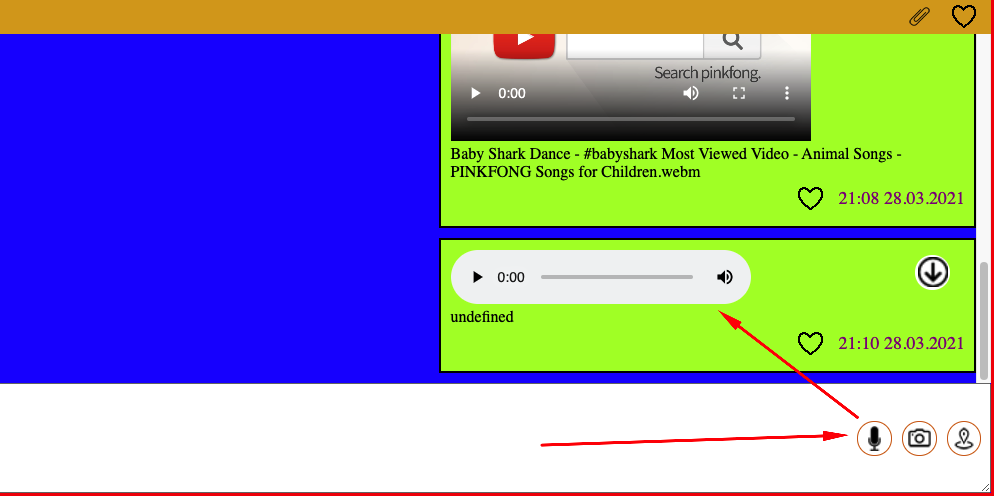 Search pinkfong.
0:00
Baby Shark Dance - #babyshark Most Viewed Video - Animal Songs -
PINKFONG Songs for Children.webm
21:08 28.03.2021
0:00
undefined
21:10 28.03.2021